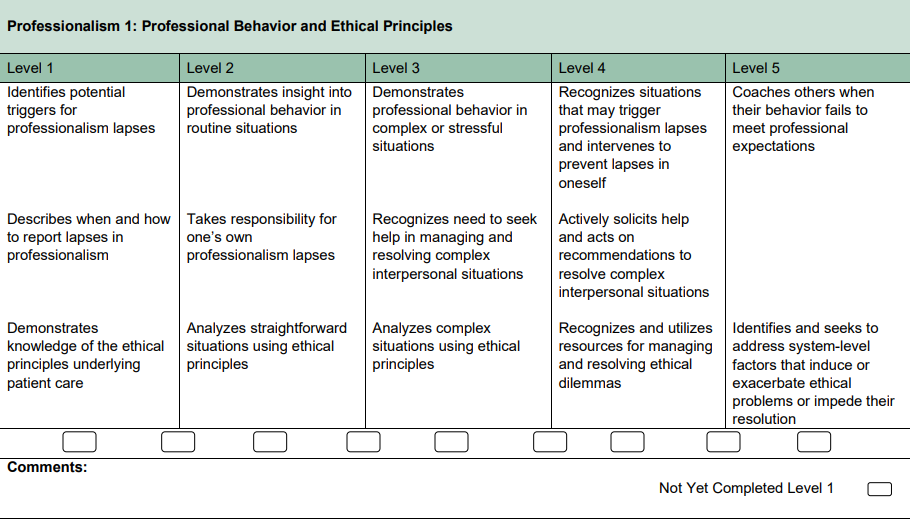 Professionalism 1: Professional Behavior and Ethical Principles
Level 1
Level 2
Level 3
Level 4
Level 5
Identifies potential
triggers for
professionalism lapses
Demonstrates insight into
professional behavior in
routine situations
Demonstrates
professional behavior in
complex or stressful
situations
Recognizes situations
that may trigger
professionalism lapses
and intervenes to
prevent lapses in
oneself
Coaches others when
their behavior fails to
meet professional
expectations
Describes when and how
to report lapses in
professionalism
Takes responsibility for
one’s own
professionalism lapses
Recognizes need to seek
help in managing and
resolving complex
interpersonal situations
Actively solicits help
and acts on
recommendations to
resolve complex
interpersonal situations
Demonstrates
knowledge of the ethical
principles underlying
patient care
Analyzes straightforward
situations using ethical
principles
Analyzes complex
situations using ethical
principles
Recognizes and utilizes
resources for managing
and resolving ethical
dilemmas
Identifies and seeks to
address system-level
factors that induce or
exacerbate ethical
problems or impede their
resolution
Comments:
Not Yet Completed Level 1